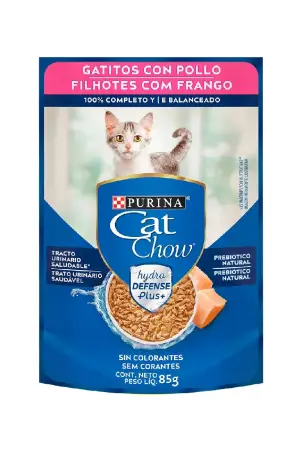 GATITOS CON POLLO
FILHOTES COM FRANGO
100% COMPLETO Y | E BALANCEADO
PURINA
Cat
Chow
hydro
DEFENSE
Plus+
TRACTO
URINARIO
SALUDABLE*
TRATO URINÁRIO
SAUDÁVEL
PREBIÓTICO
NATURAL
PREBIÓTICO
NATURAL
SIN COLORANTES
SEM CORANTES
CONT. NETO
PESO LÍQ. 85g